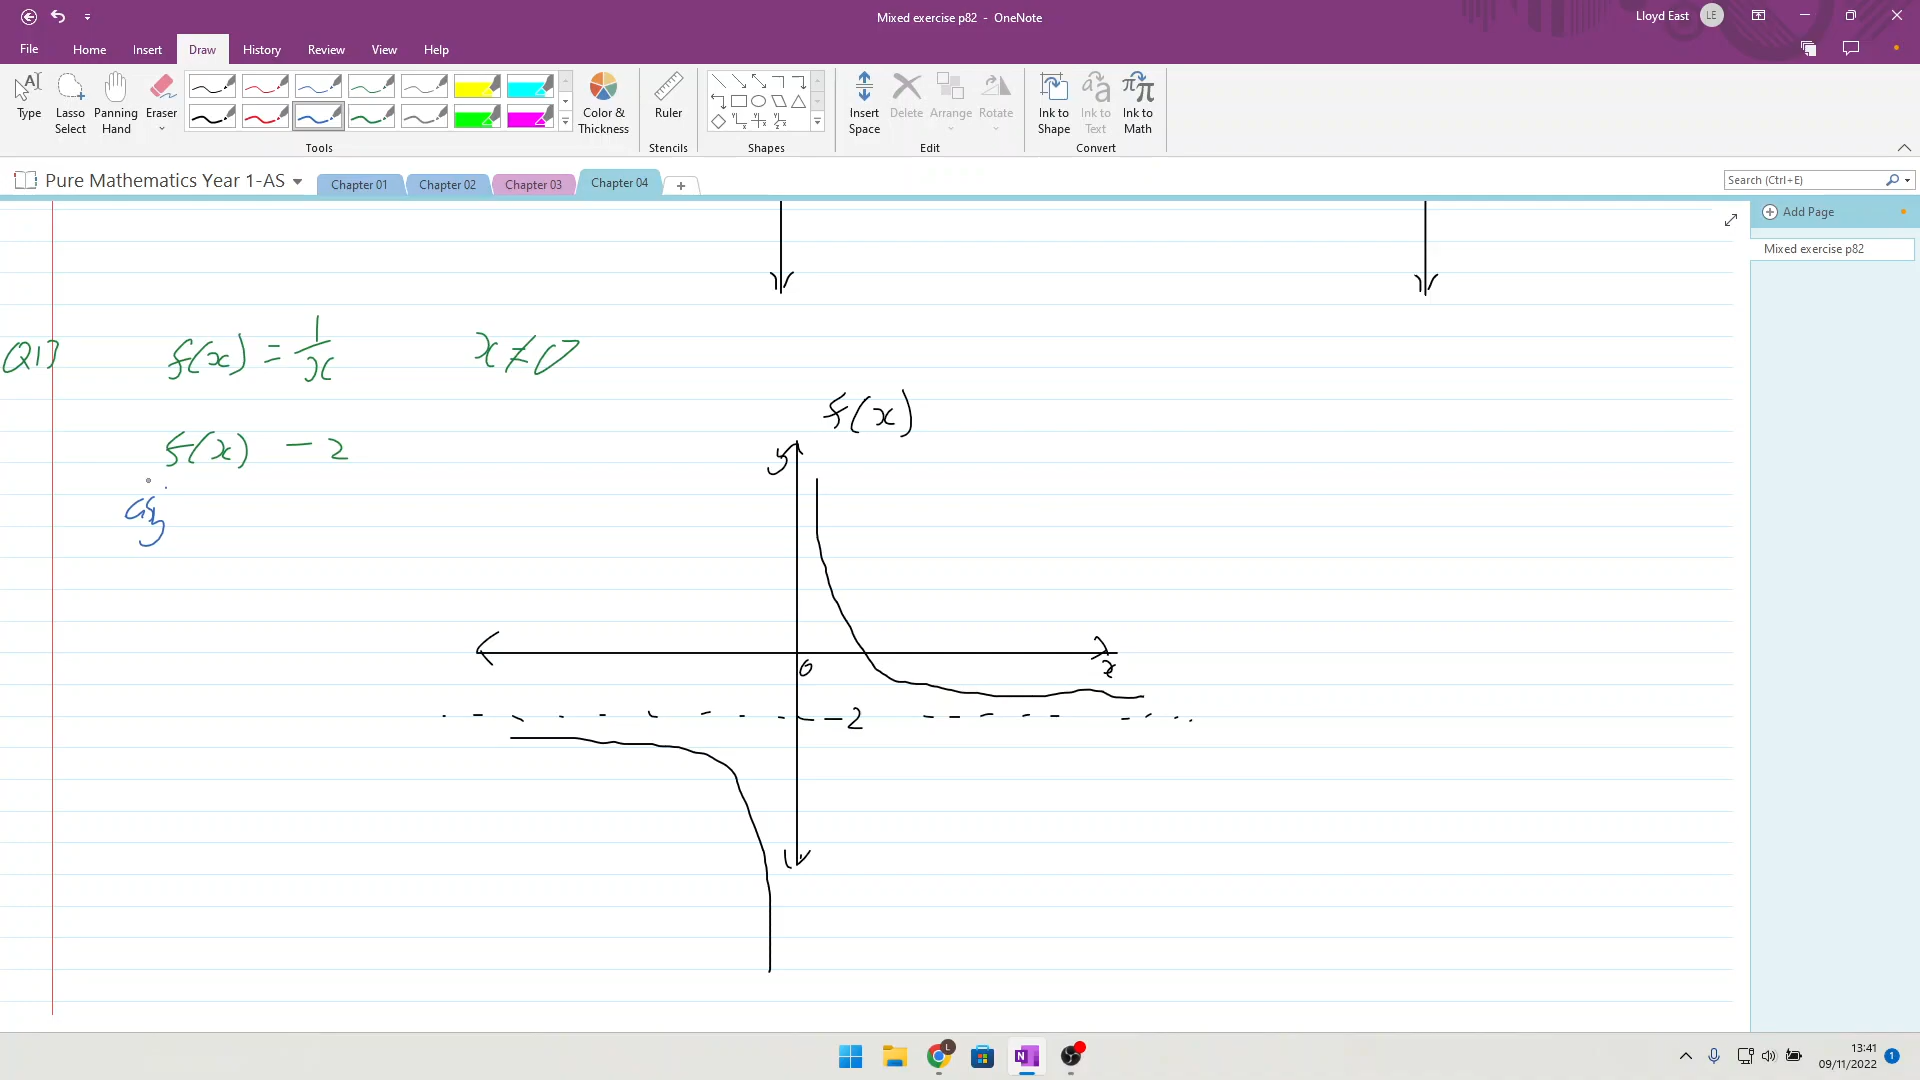 Mixed exercise p82 - OneNote
Lloyd East LE
File Home Insert Draw History Review View Help
Type Lasso Select Panning Hand Eraser Color & Thickness Ruler Insert Space Delete Arrange Rotate Ink to Shape Ink to Text Ink to Math
Tools Stencils Shapes Edit Convert
Pure Mathematics Year 1-AS Chapter 01 Chapter 02 Chapter 03 Chapter 04 + Search (Ctrl+E)
Add Page
Mixed exercise p82
f(x) = 1/x x ≠ 0
f(x)
f(x) - 2
y
0 x
-2
13:41
09/11/2022 1